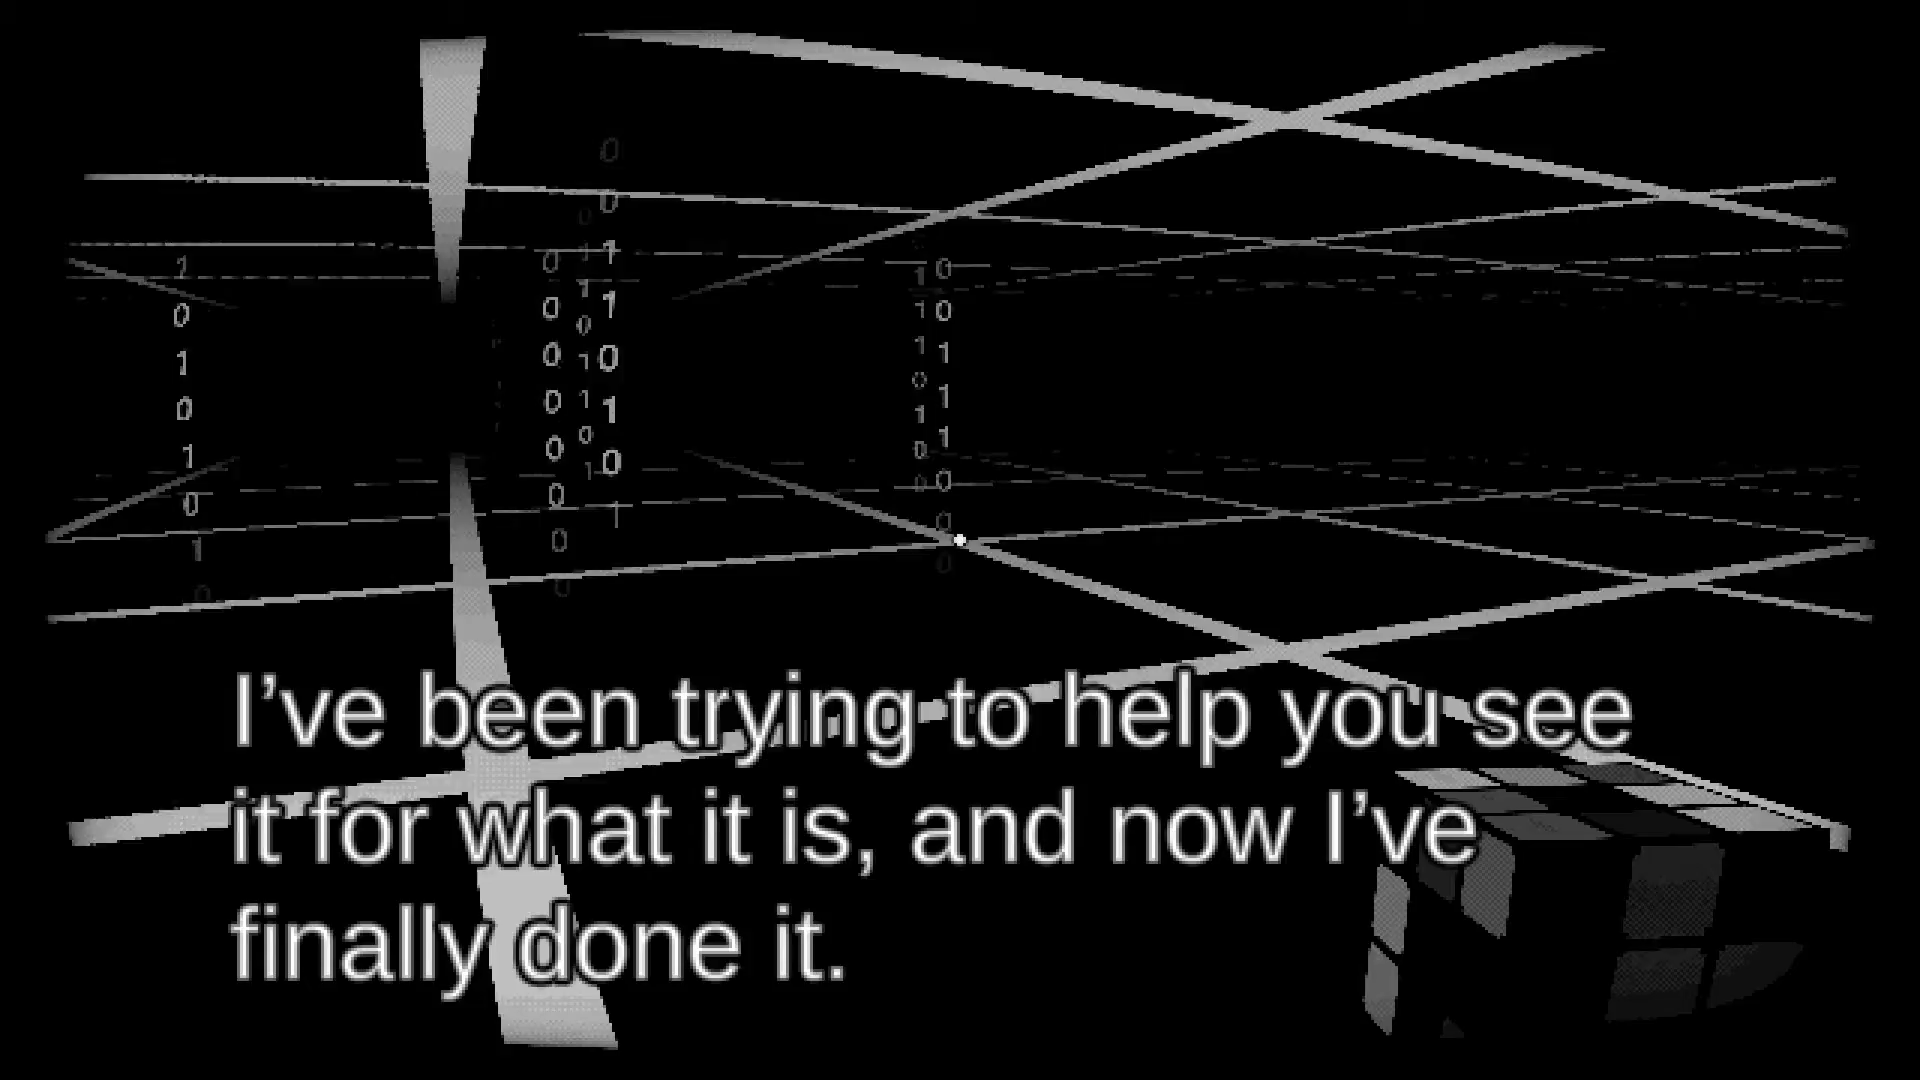 I’ve been trying to help you see
it for what it is, and now I’ve
finally done it.